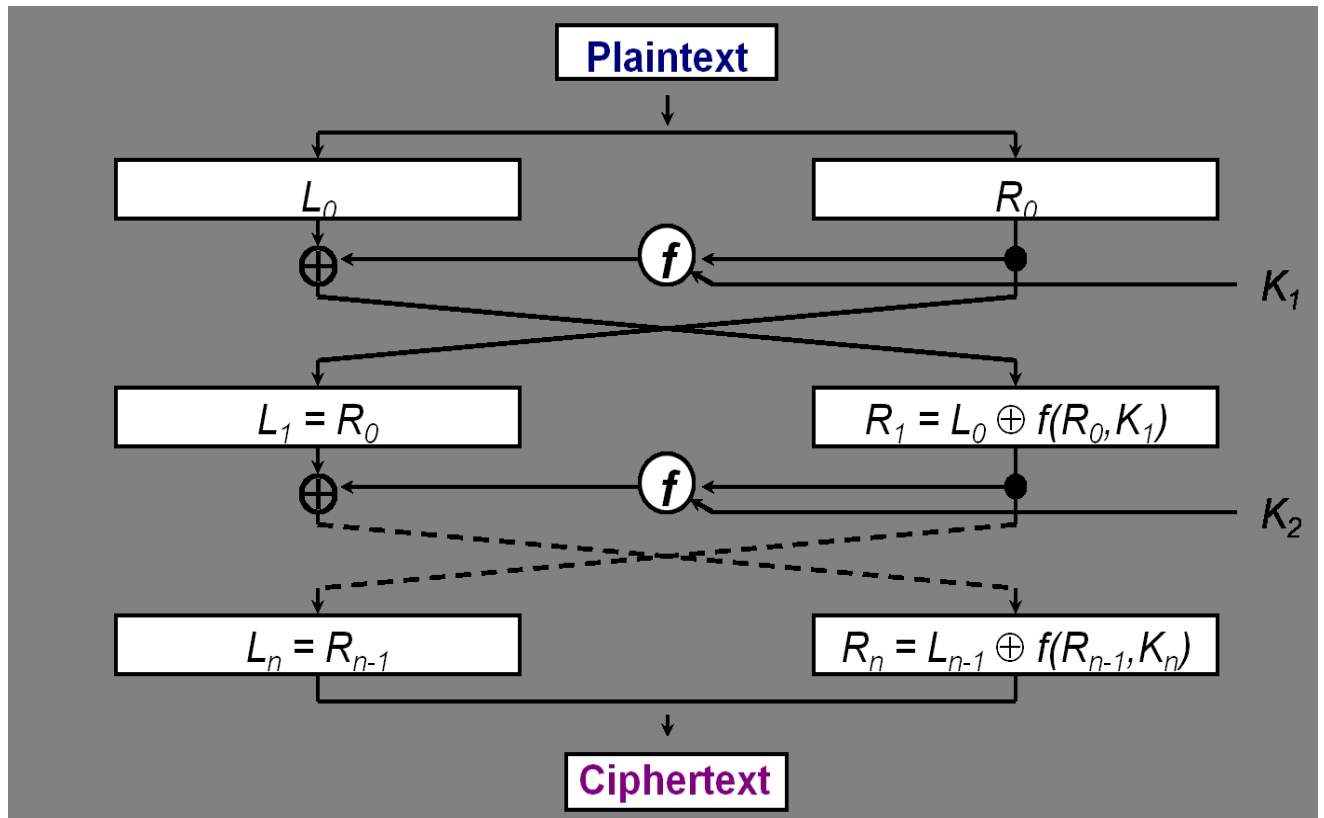 Plaintext
L₀
R₀
f
K₁
L₁ = R₀
R₁ = L₀ ⊕ f(R₀,K₁)
f
K₂
Lₙ = Rₙ₋₁
Rₙ = Lₙ₋₁ ⊕ f(Rₙ₋₁,Kₙ)
Ciphertext